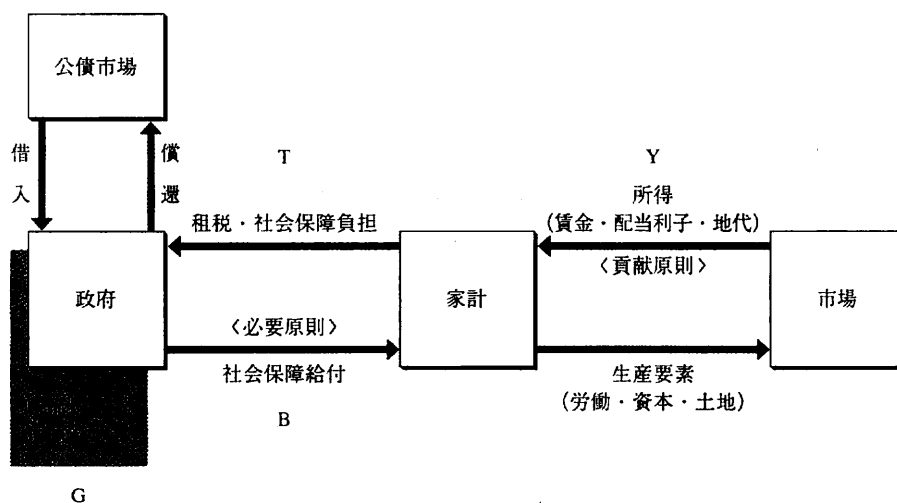 公債市場
借入
償還
T
Y
所得
(賃金・配当利子・地代)
租税・社会保障負担
〈貢献原則〉
政府
家計
市場
〈必要原則〉
社会保障給付
生産要素
(労働・資本・土地)
B
G